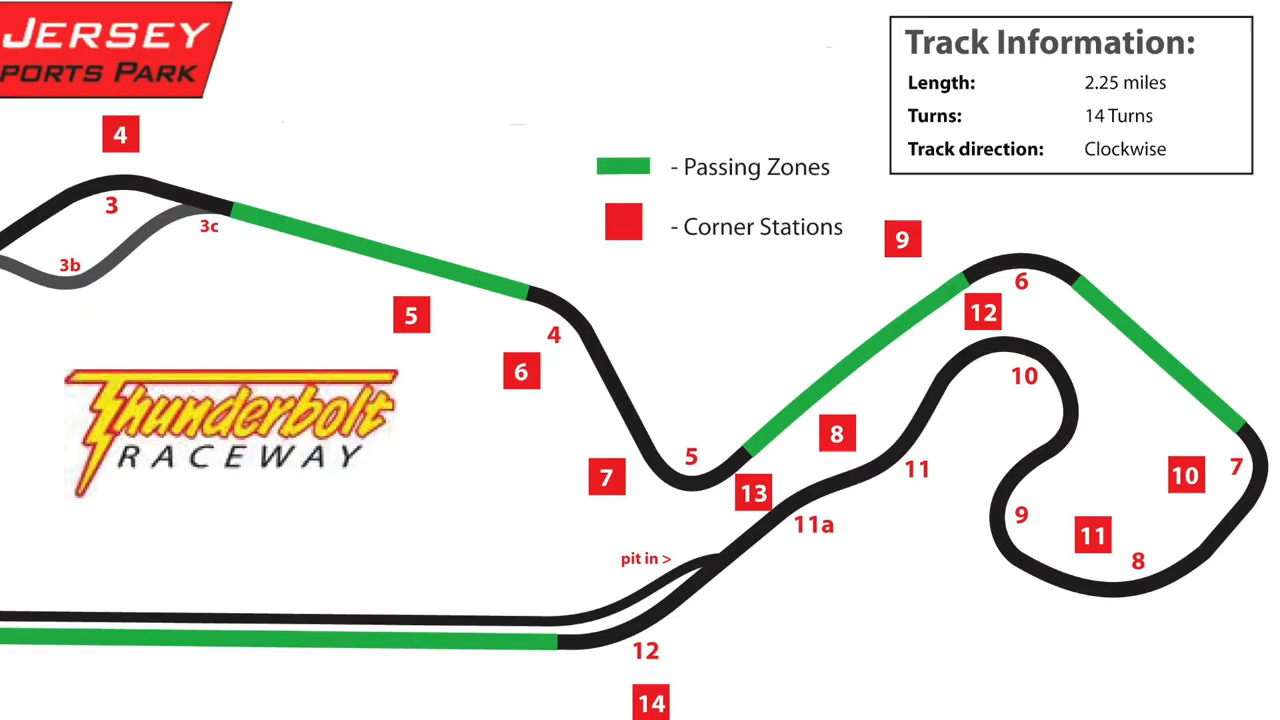 JERSEY
PORTS PARK
Track Information:
Length: 2.25 miles
Turns: 14 Turns
Track direction: Clockwise
4
- Passing Zones
3
3c
- Corner Stations
9
3b
6
12
5
4
6
10
Thunderbolt
RACEWAY
8
5
11
7
7
10
13
9
11a
11
pit in >
8
12
14